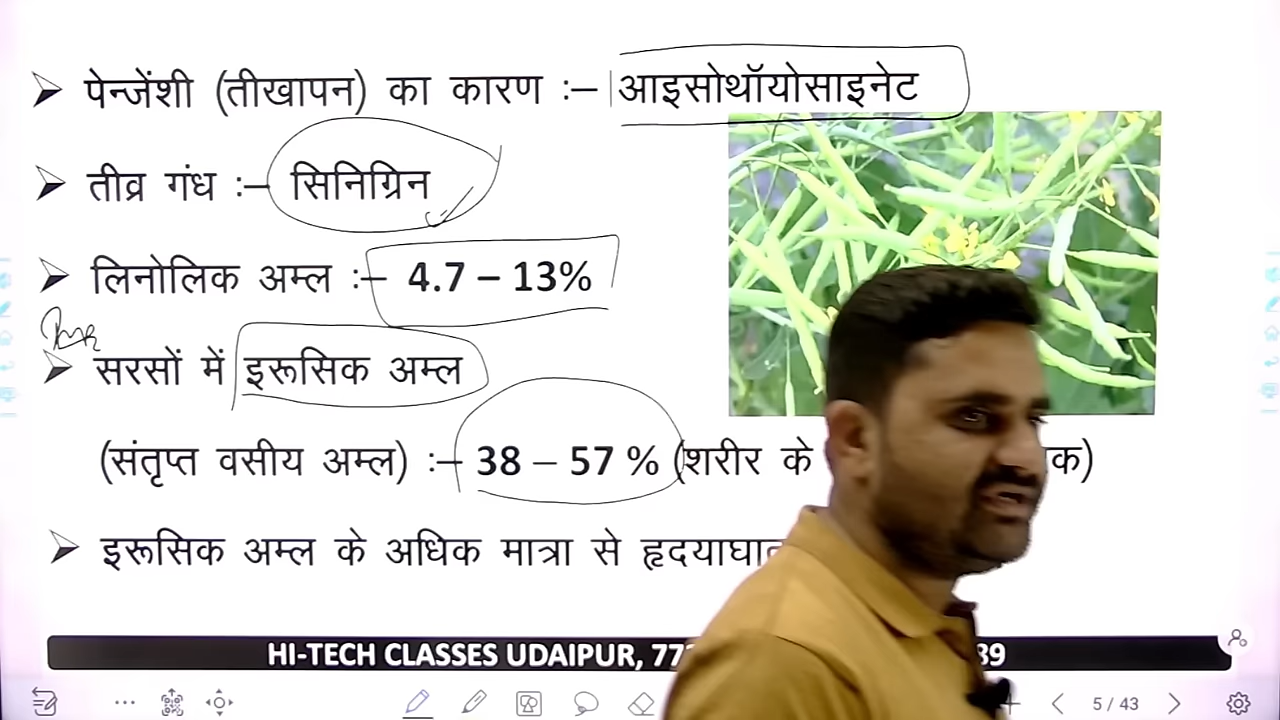 पेन्जेंशी (तीखापन) का कारण :– आइसोथॉयोसाइनेट
तीव्र गंध :– सिनिग्रिन
लिनोलिक अम्ल :– 4.7 – 13%
सरसों में इरूसिक अम्ल
(संतृप्त वसीय अम्ल) :– 38 – 57 % (शरीर के क)
इरूसिक अम्ल के अधिक मात्रा से
HI-TECH CLASSES UDAIPUR, 77 39
5 / 43